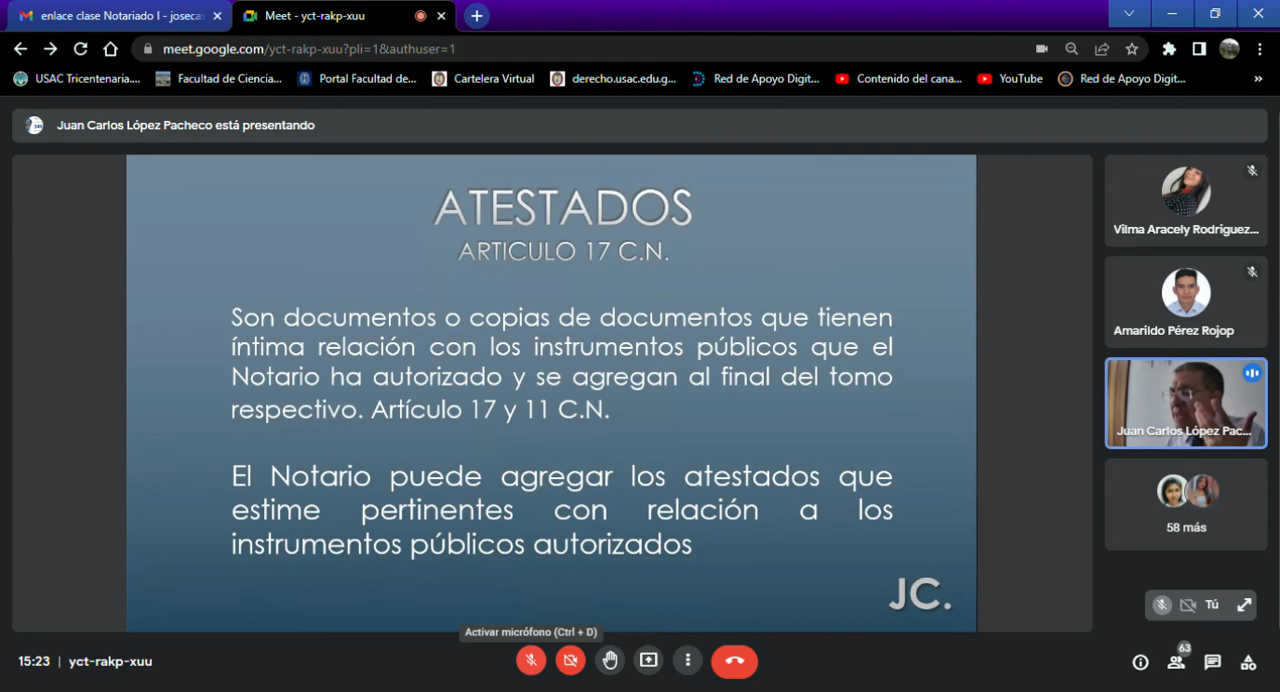 enlace clase Notariado I - joseca
Meet - yct-rakp-xuu
meet.google.com/yct-rakp-xuu?pli=1&authuser=1
USAC Tricentenaria....
Facultad de Ciencia...
Portal Facultad de...
Cartelera Virtual
derecho.usac.edu.g...
Red de Apoyo Digit...
Contenido del cana...
YouTube
Red de Apoyo Digit...
Juan Carlos López Pacheco está presentando
ATESTADOS
ARTICULO 17 C.N.
Son documentos o copias de documentos que tienen
íntima relación con los instrumentos públicos que el
Notario ha autorizado y se agregan al final del tomo
respectivo. Artículo 17 y 11 C.N.
El Notario puede agregar los atestados que
estime pertinentes con relación a los
instrumentos públicos autorizados
JC.
Vilma Aracely Rodriguez...
Amarildo Pérez Rojop
Juan Carlos López Pac...
58 más
Tú
Activar micrófono (Ctrl + D)
15:23 | yct-rakp-xuu
63